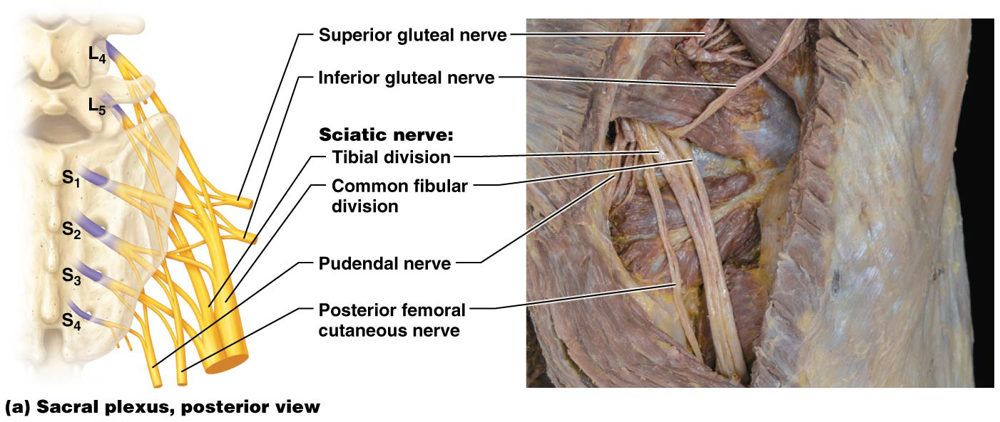 L4
L5
S1
S2
S3
S4
Superior gluteal nerve
Inferior gluteal nerve
Sciatic nerve:
Tibial division
Common fibular
division
Pudendal nerve
Posterior femoral
cutaneous nerve
(a) Sacral plexus, posterior view